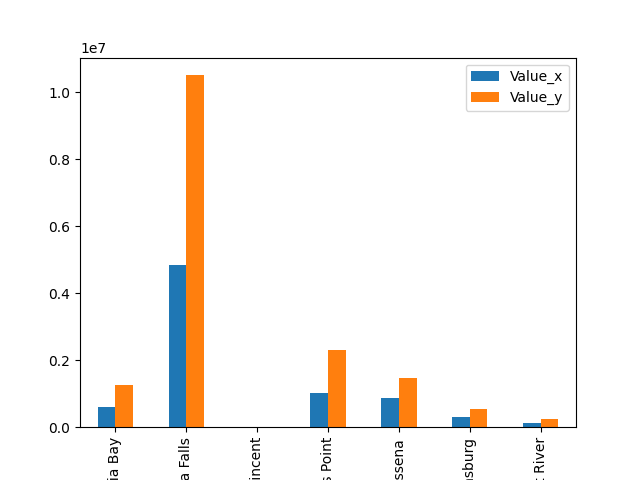 1e7
1.0
0.8
0.6
0.4
0.2
0.0
Value_x
Value_y
ia Bay
a Falls
incent
s Point
ssena
nsburg
River